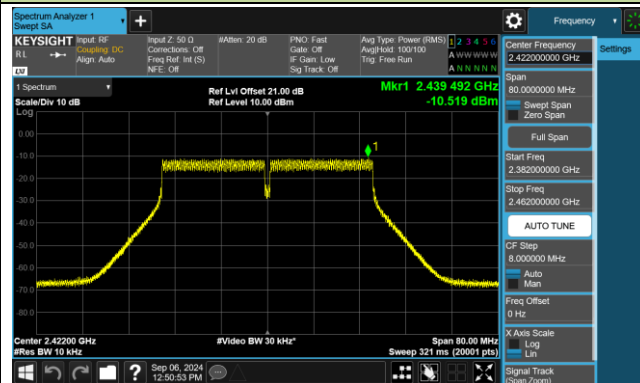 Spectrum Analyzer 1
Swept SA
Frequency
KEYSIGHT
RL
LXI
Input: RF
Coupling: DC
Align: Auto
Input Z: 50 Ω
Corrections: Off
Freq Ref: Int (S)
NFE: Off
#Atten: 20 dB
PNO: Fast
Gate: Off
IF Gain: Low
Sig Track: Off
Avg Type: Power (RMS)
Avg|Hold: 100/100
Trig: Free Run
1 2 3 4 5 6
A W W W W W
A N N N N N
1 Spectrum
Scale/Div 10 dB
Log
Ref Lvl Offset 21.00 dB
Ref Level 10.00 dBm
Mkr1 2.439 492 GHz
-10.519 dBm
1
0.00
-10.0
-20.0
-30.0
-40.0
-50.0
-60.0
-70.0
-80.0
Center 2.42200 GHz
#Res BW 10 kHz
#Video BW 30 kHz*
Span 80.00 MHz
Sweep 321 ms (20001 pts)
Sep 06, 2024
12:50:53 PM
Center Frequency
2.422000000 GHz
Span
80.0000000 MHz
Swept Span
Zero Span
Full Span
Start Freq
2.382000000 GHz
Stop Freq
2.462000000 GHz
AUTO TUNE
CF Step
8.000000 MHz
Auto
Man
Freq Offset
0 Hz
X Axis Scale
Log
Lin
Signal Track
(Span Zoom)
Settings